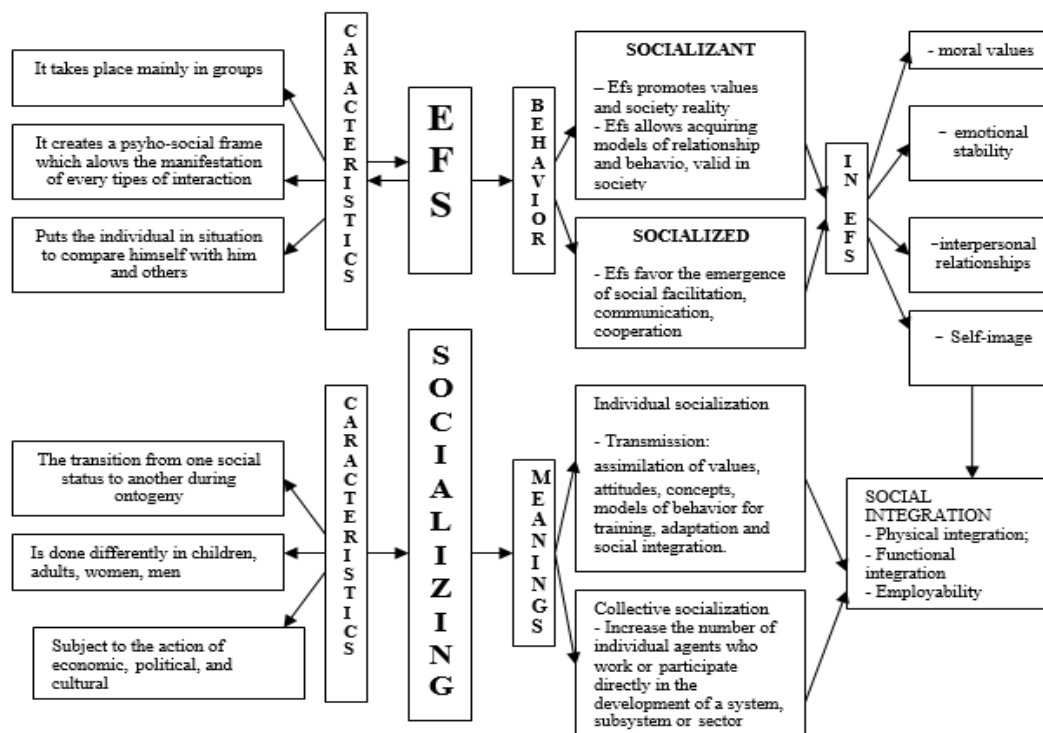 It takes place mainly in groups
It creates a psyho-social frame
which alows the manifestation
of every tipes of interaction
Puts the individual in situation
to compare himself with him
and others
CARACTERISTICS
EFS
BEHAVIOR
SOCIALIZANT
– Efs promotes values
and society reality
- Efs allows acquiring
models of relationship
and behavio, valid in
society
SOCIALIZED
- Efs favor the emergence
of social facilitation,
communication,
cooperation
IN EFS
- moral values
– emotional
stability
–interpersonal
relationships
– Self-image
The transition from one social
status to another during
ontogeny
Is done differently in children,
adults, women, men
Subject to the action of
economic, political, and
cultural
CARACTERISTICS
SOCIALIZING
MEANINGS
Individual socialization
- Transmission:
assimilation of values,
attitudes, concepts,
models of behavior for
training, adaptation and
social integration.
Collective socialization
- Increase the number of
individual agents who
work or participate
directly in the
development of a system,
subsystem or sector
SOCIAL
INTEGRATION
- Physical integration;
- Functional
integration
- Employability